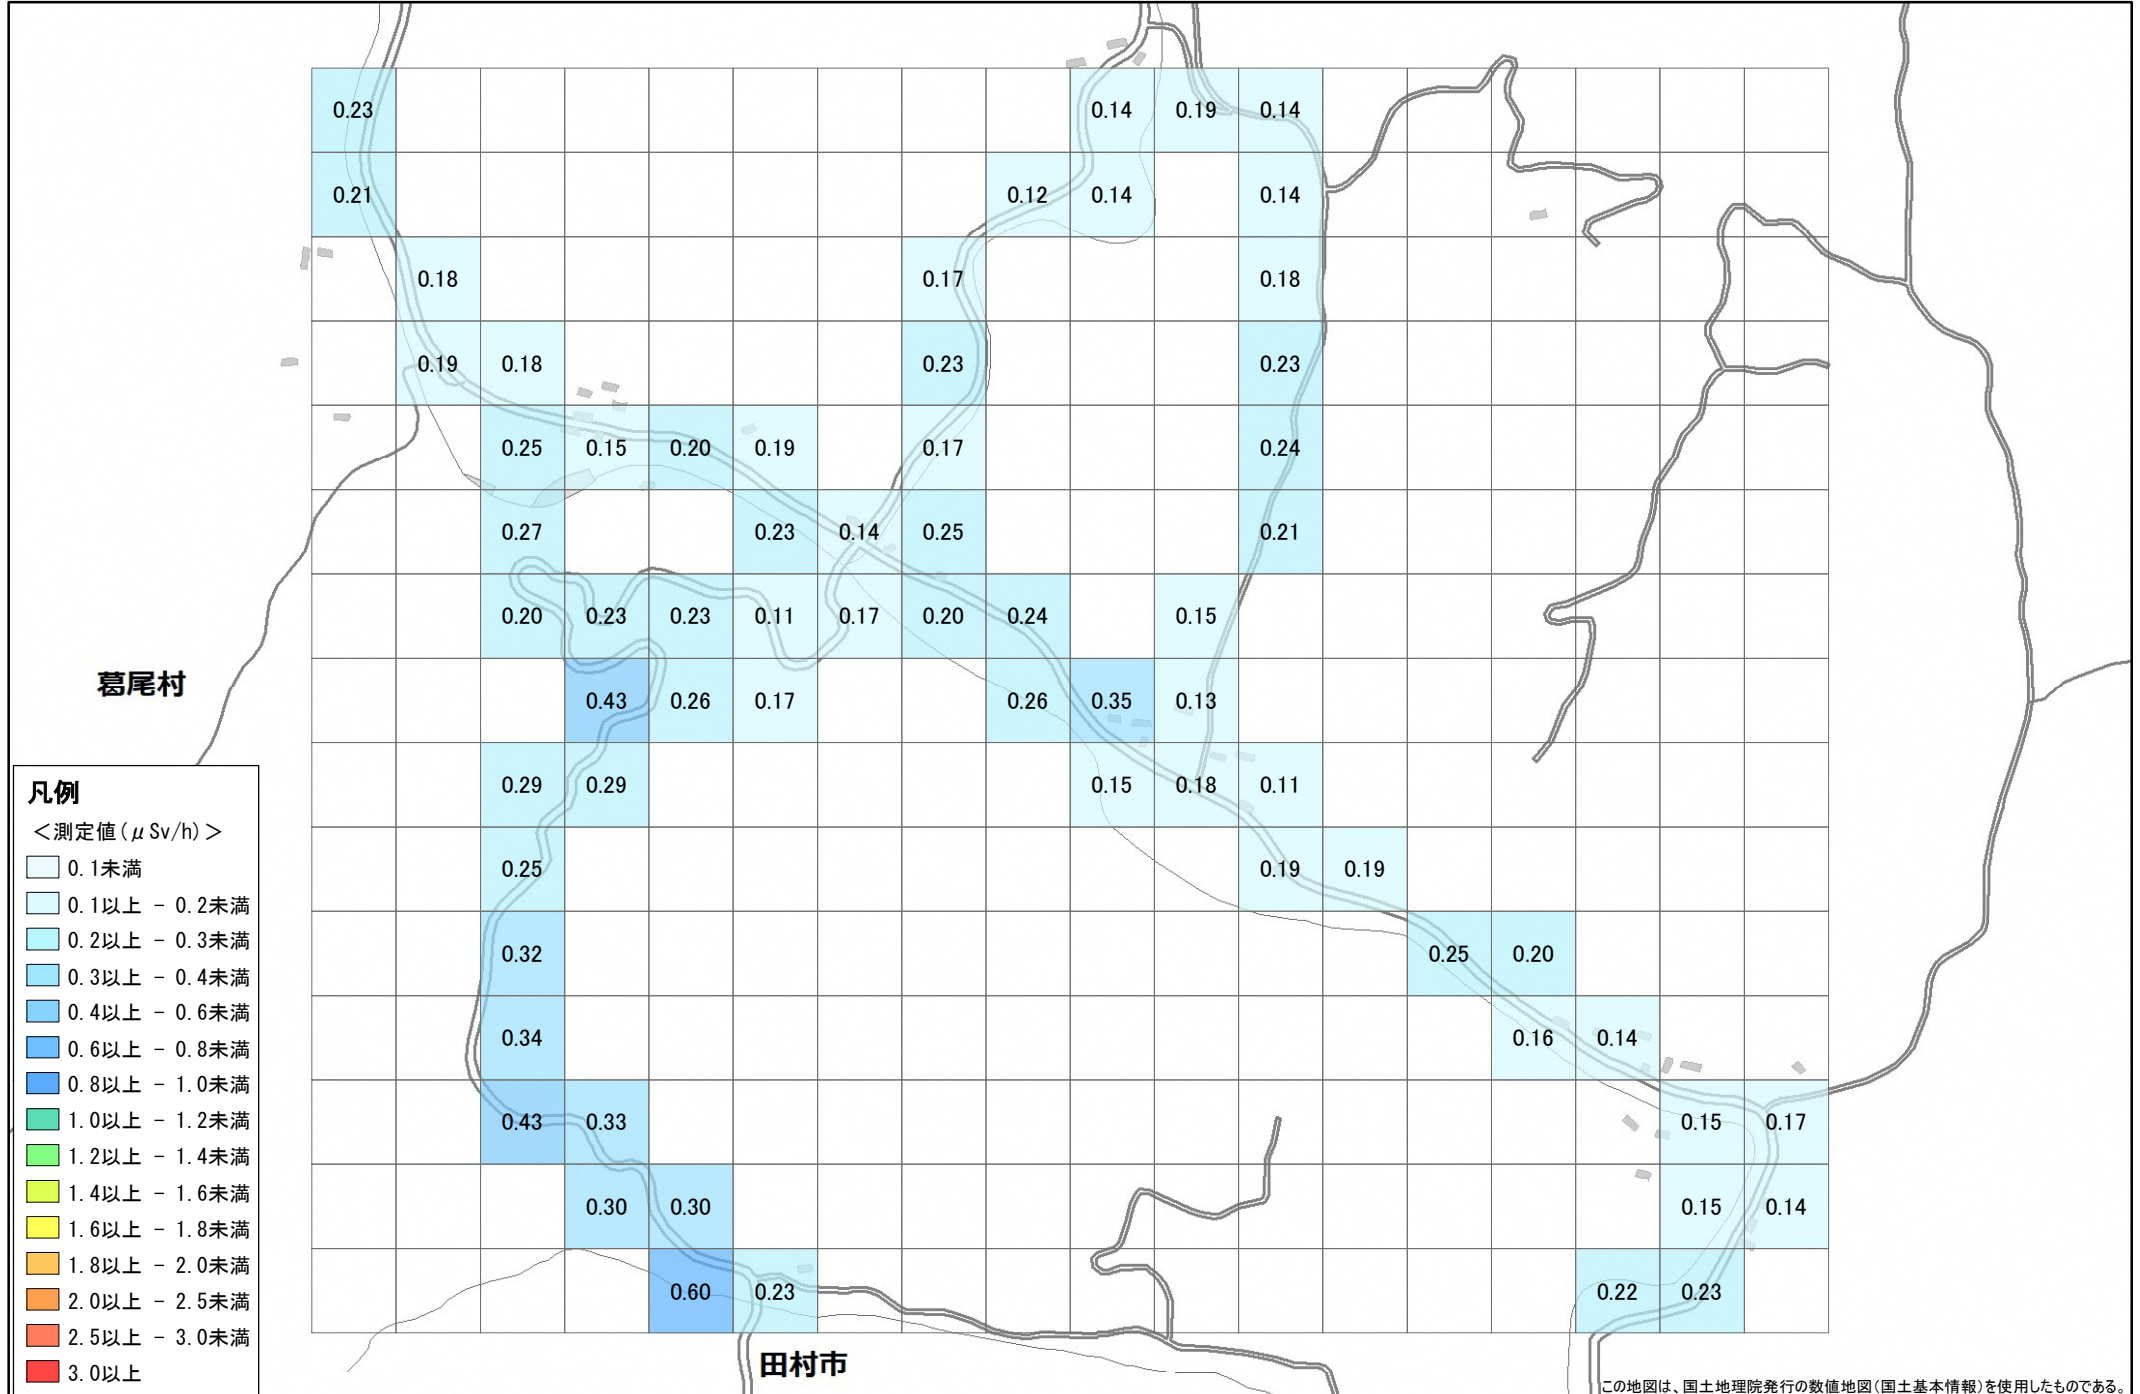 0.23 0.14 0.19 0.14
0.21 0.12 0.14 0.14
0.18 0.17 0.18
0.19 0.18 0.23 0.23
0.25 0.15 0.20 0.19 0.17 0.24
0.27 0.23 0.14 0.25 0.21
0.20 0.23 0.23 0.11 0.17 0.20 0.24 0.15
葛尾村
0.43 0.26 0.17 0.26 0.35 0.13
0.29 0.29 0.15 0.18 0.11
0.25 0.19 0.19
0.32 0.25 0.20
0.34 0.16 0.14
0.43 0.33 0.15 0.17
0.30 0.30 0.15 0.14
0.60 0.23 0.22 0.23
田村市
凡例
＜測定値(μSv/h)＞
0.1未満
0.1以上 - 0.2未満
0.2以上 - 0.3未満
0.3以上 - 0.4未満
0.4以上 - 0.6未満
0.6以上 - 0.8未満
0.8以上 - 1.0未満
1.0以上 - 1.2未満
1.2以上 - 1.4未満
1.4以上 - 1.6未満
1.6以上 - 1.8未満
1.8以上 - 2.0未満
2.0以上 - 2.5未満
2.5以上 - 3.0未満
3.0以上
この地図は、国土地理院発行の数値地図(国土基本情報)を使用したものである。